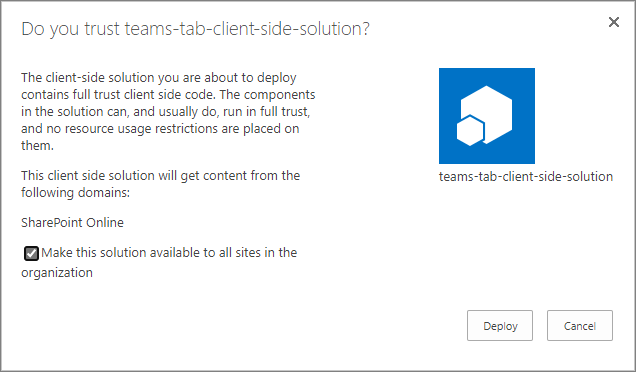 Do you trust teams-tab-client-side-solution?
The client-side solution you are about to deploy
contains full trust client side code. The components
in the solution can, and usually do, run in full trust,
and no resource usage restrictions are placed on
them.
This client side solution will get content from the
following domains:
SharePoint Online
Make this solution available to all sites in the
organization
teams-tab-client-side-solution
Deploy
Cancel